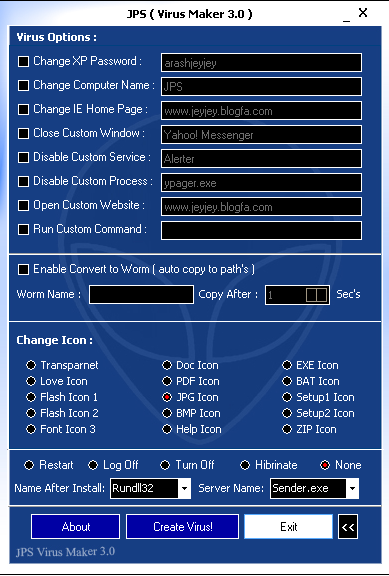 JPS ( Virus Maker 3.0 )
_ X
Virus Options :
Change XP Password : arashjeyjey
Change Computer Name : JPS
Change IE Home Page : www.jeyjey.blogfa.com
Close Custom Window : Yahoo! Messenger
Disable Custom Service : Alerter
Disable Custom Process : ypager.exe
Open Custom Website : www.jeyjey.blogfa.com
Run Custom Command :
Enable Convert to Worm ( auto copy to path's )
Worm Name : Copy After : 1 Sec's
Change Icon :
Transparnet Doc Icon EXE Icon
Love Icon PDF Icon BAT Icon
Flash Icon 1 JPG Icon Setup1 Icon
Flash Icon 2 BMP Icon Setup2 Icon
Font Icon 3 Help Icon ZIP Icon
Restart Log Off Turn Off Hibrinate None
Name After Install: Rundll32 Server Name: Sender.exe
About Create Virus! Exit <<
JPS Virus Maker 3.0